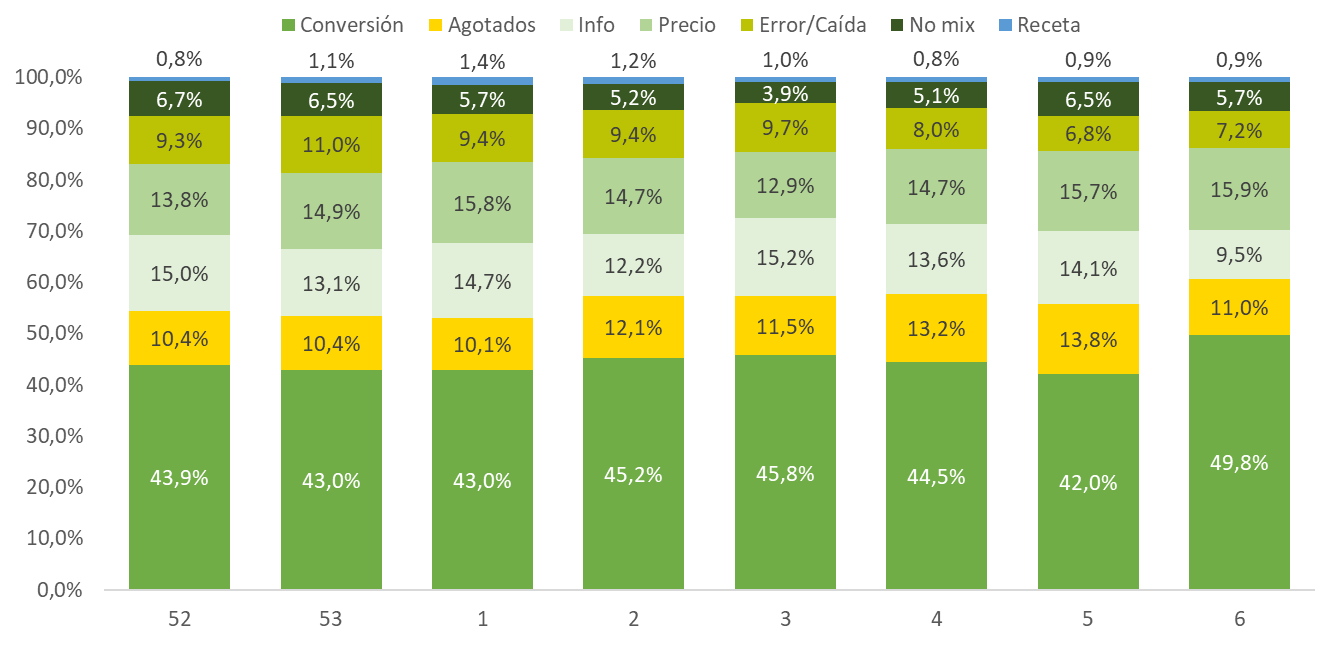 Conversión Agotados Info Precio Error/Caída No mix Receta
0,8% 1,1% 1,4% 1,2% 1,0% 0,8% 0,9% 0,9%
100,0%
6,7% 6,5% 5,7% 5,2% 3,9% 5,1% 6,5% 5,7%
90,0%
9,3% 11,0% 9,4% 9,4% 9,7% 8,0% 6,8% 7,2%
80,0%
13,8% 14,9% 15,8% 14,7% 12,9% 14,7% 15,7% 15,9%
70,0%
15,0% 13,1% 14,7% 12,2% 15,2% 13,6% 14,1% 9,5%
60,0%
10,4% 10,4% 10,1% 12,1% 11,5% 13,2% 13,8% 11,0%
50,0%
40,0%
30,0%
43,9% 43,0% 43,0% 45,2% 45,8% 44,5% 42,0% 49,8%
20,0%
10,0%
0,0%
52 53 1 2 3 4 5 6